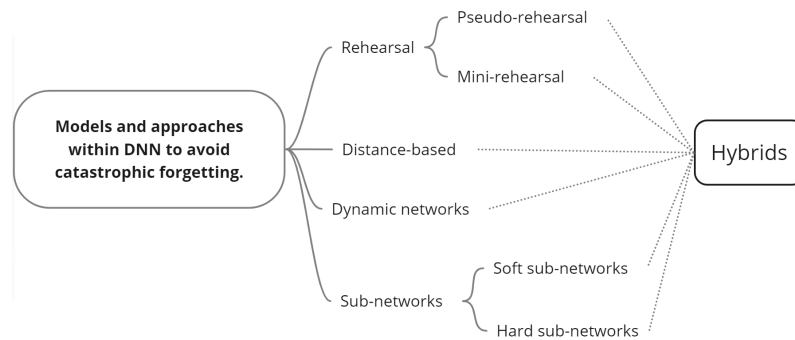 Pseudo-rehearsal
Rehearsal
Mini-rehearsal
Models and approaches
within DNN to avoid
catastrophic forgetting.
Distance-based
Hybrids
Dynamic networks
Soft sub-networks
Sub-networks
Hard sub-networks